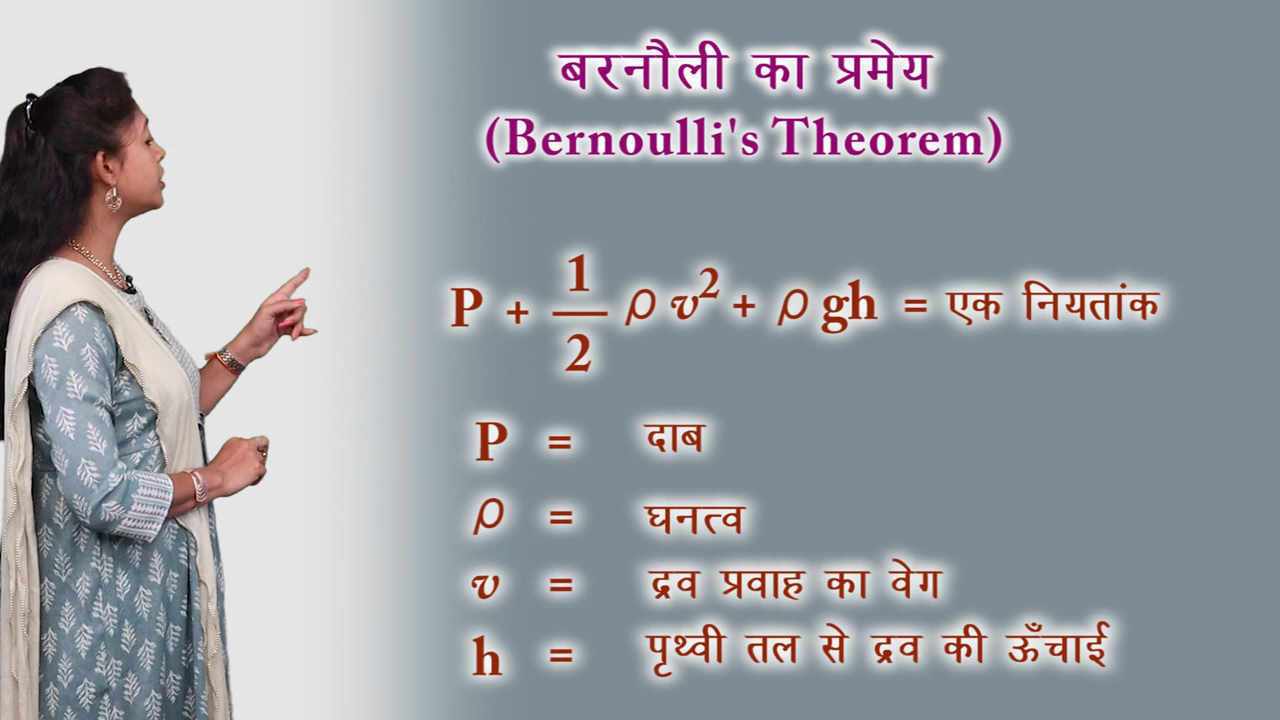 बरनौली का प्रमेय
(Bernoulli's Theorem)
P + 1/2 ρ v² + ρ gh = एक नियतांक
P = दाब
ρ = घनत्व
v = द्रव प्रवाह का वेग
h = पृथ्वी तल से द्रव की ऊँचाई